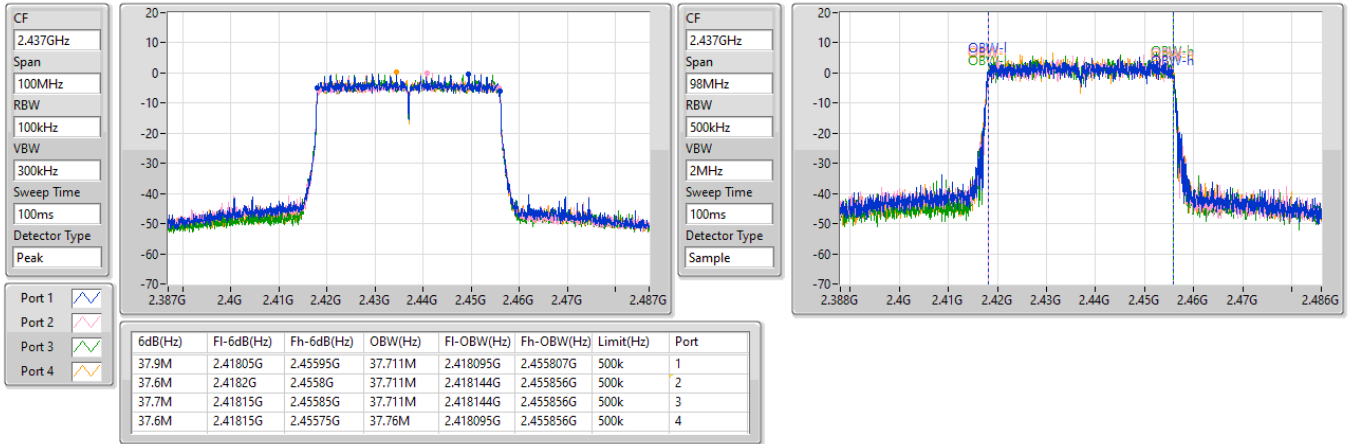 CF
2.437GHz
Span
100MHz
RBW
100kHz
VBW
300kHz
Sweep Time
100ms
Detector Type
Peak
20
10
0
-10
-20
-30
-40
-50
-60
-70
2.387G 2.4G 2.41G 2.42G 2.43G 2.44G 2.45G 2.46G 2.47G 2.487G
CF
2.437GHz
Span
98MHz
RBW
500kHz
VBW
2MHz
Sweep Time
100ms
Detector Type
Sample
20
10
0
-10
-20
-30
-40
-50
-60
-70
OBW-l OBW-h
OBW-l OBW-h
2.388G 2.4G 2.41G 2.42G 2.43G 2.44G 2.45G 2.46G 2.47G 2.486G
Port 1
Port 2
Port 3
Port 4
6dB(Hz) Fl-6dB(Hz) Fh-6dB(Hz) OBW(Hz) Fl-OBW(Hz) Fh-OBW(Hz) Limit(Hz) Port
37.9M 2.41805G 2.45595G 37.711M 2.418095G 2.455807G 500k 1
37.6M 2.4182G 2.4558G 37.711M 2.418144G 2.455856G 500k 2
37.7M 2.41815G 2.45585G 37.711M 2.418144G 2.455856G 500k 3
37.6M 2.41815G 2.45575G 37.76M 2.418095G 2.455856G 500k 4